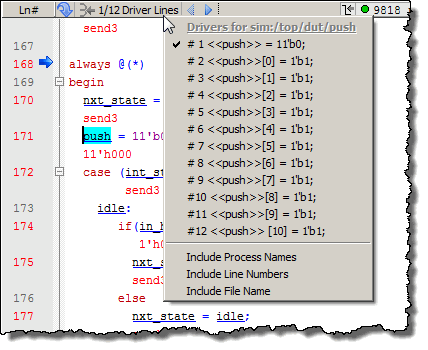 Ln# 1/12 Driver Lines 9818
send3
167
168 always @(*)
169 begin
170 nxt_state =
send3
171 push = 11'b0
11'h000
172 case (int_st
send3
173 idle:
174 if(in_h
1'h0
175 nxt_s
send3
176 else
177 nxt_state = idle;
Drivers for sim:/top/dut/push
✔ # 1 <<push>> = 11'b0;
# 2 <<push>>[0] = 1'b1;
# 3 <<push>>[1] = 1'b1;
# 4 <<push>>[2] = 1'b1;
# 5 <<push>>[3] = 1'b1;
# 6 <<push>>[4] = 1'b1;
# 7 <<push>>[5] = 1'b1;
# 8 <<push>>[6] = 1'b1;
# 9 <<push>>[7] = 1'b1;
#10 <<push>>[8] = 1'b1;
#11 <<push>>[9] = 1'b1;
#12 <<push>> [10] = 1'b1;
Include Process Names
Include Line Numbers
Include File Name